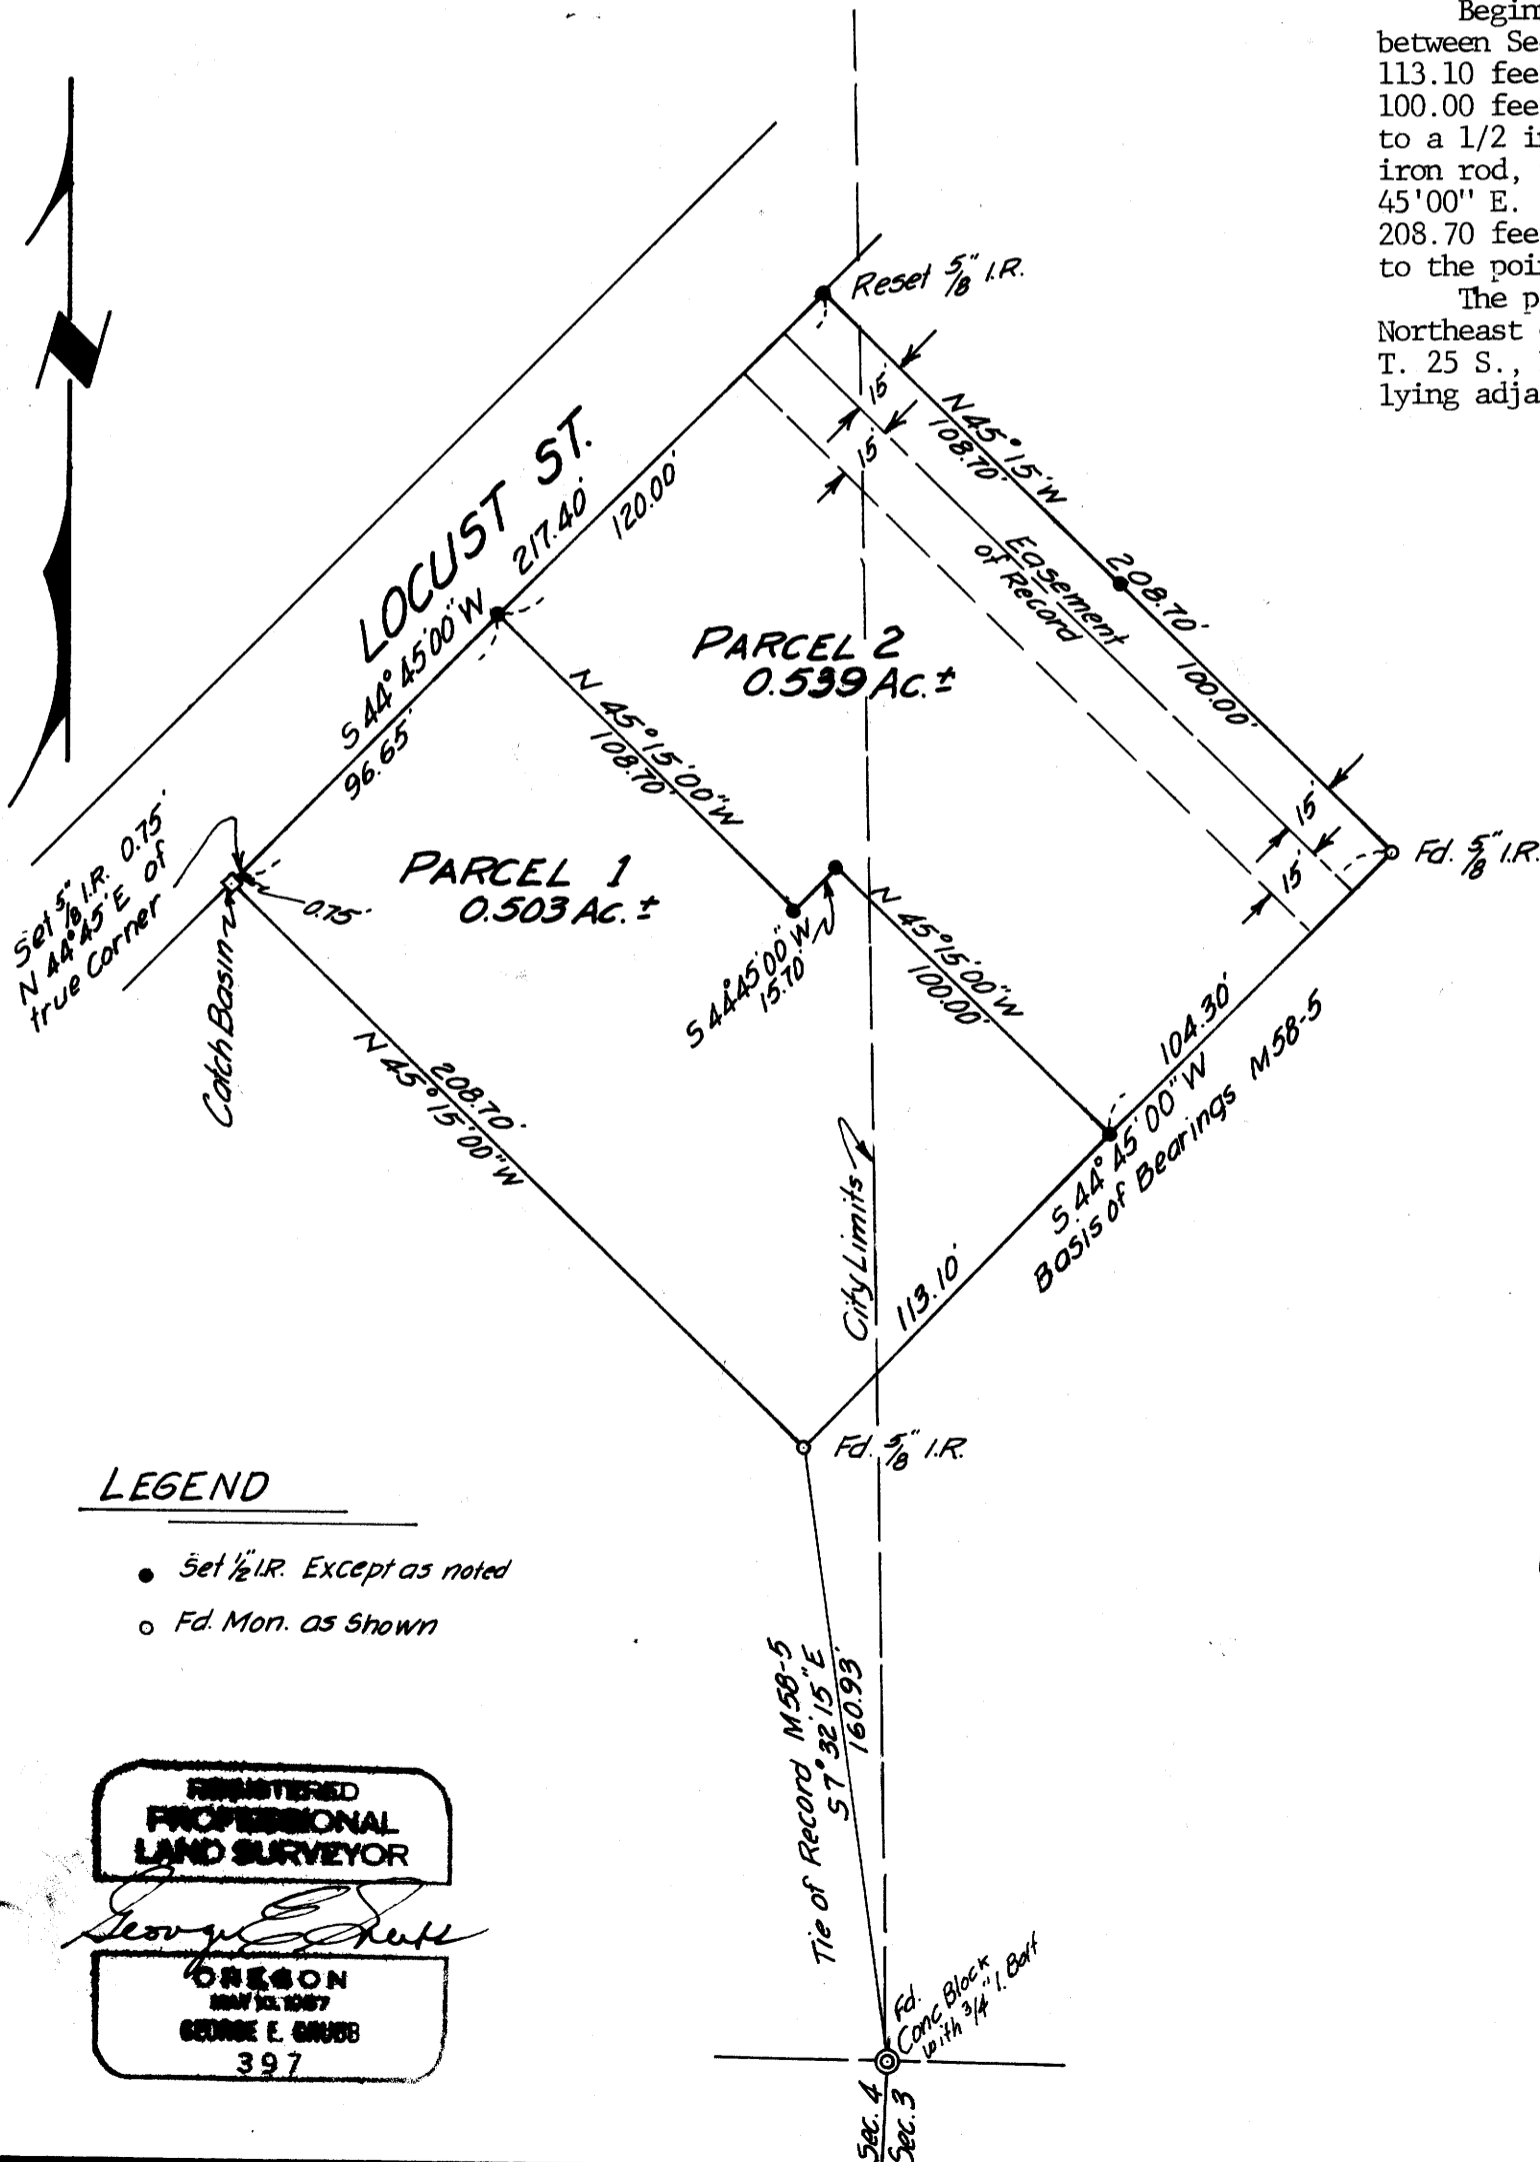 Begin
between Se
113.10 fee
100.00 fee
to a 1/2 i
iron rod,
45'00" E.
208.70 fee
to the poi
The p
Northeast
T. 25 S.,
lying adja
N
Reset 5/8" I.R.
15'
15'
N 45° 15' W
108.70'
LOCUST ST.
217.40'
120.00'
S 44° 45' 00" W
96.65'
Easement
of Record
208.70'
100.00'
PARCEL 2
0.539 Ac. ±
N 45° 15' 00" W
108.70'
Set 5/8" I.R. 0.75'
N 44° 45' E of
true Corner
0.75'
Catch Basin
PARCEL 1
0.503 Ac. ±
15'
15'
Fd. 5/8" I.R.
S 44° 45' 00" W
15.70'
N 45° 15' 00" W
100.00'
208.70'
N 45° 15' 00" W
104.30'
S 44° 45' 00" W
Basis of Bearings M 58-5
City Limits
113.10'
Fd. 5/8" I.R.
LEGEND
Set 1/2" I.R. Except as noted
Fd. Mon. as Shown
Tie of Record M 58-5
S 7° 32' 15" E
160.93'
REGISTERED
PROFESSIONAL
LAND SURVEYOR
OREGON
GEORGE E. GRUBB
397
Fd.
Conc Block
with 3/4" I. Bolt
Sec. 4
Sec. 3